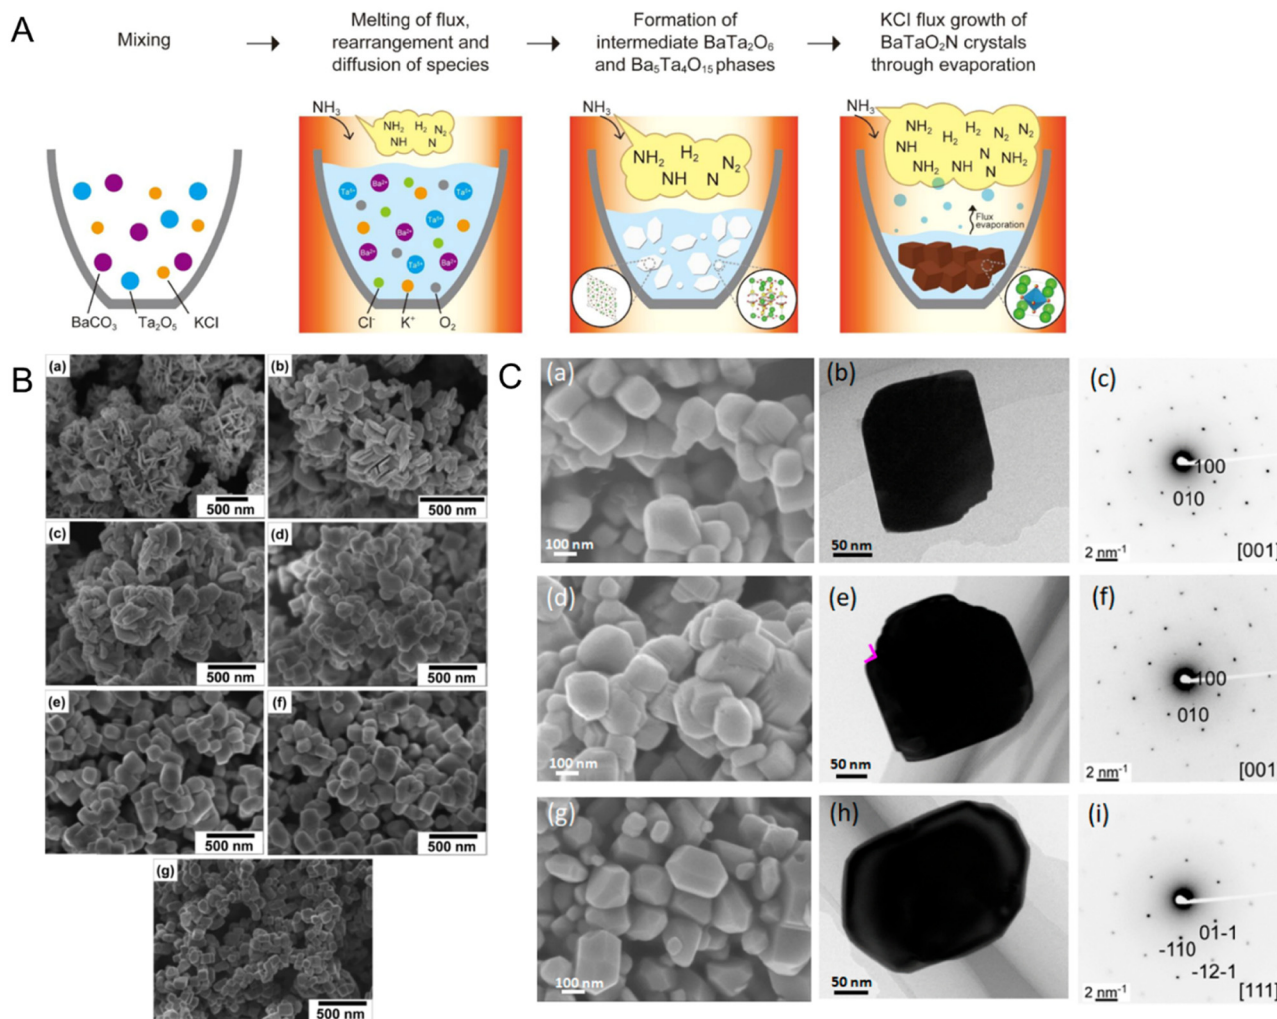 A
Mixing
Melting of flux,
rearrangement and
diffusion of species
Formation of
intermediate BaTa₂O₆
and Ba₅Ta₄O₁₅ phases
KCl flux growth of
BaTaO₂N crystals
through evaporation
NH₃
NH₂ H₂ N₂
NH N
NH₃
NH₂ H₂ N₂
NH N
NH₃
NH₂ H₂ N₂ N₂
NH N
NH₂ NH N NH₂
Flux
evaporation
Ta⁵⁺ Ba²⁺ Ta⁵⁺
Ta⁵⁺
Ba²⁺
Ba²⁺ Ta⁵⁺ Ba²⁺
BaCO₃ Ta₂O₅ KCl
Cl⁻ K⁺ O₂
B
(a)
500 nm
(b)
500 nm
(c)
500 nm
(d)
500 nm
(e)
500 nm
(f)
500 nm
(g)
500 nm
C
(a)
100 nm
(b)
50 nm
(c)
100
010
2 nm⁻¹
[001]
(d)
100 nm
(e)
50 nm
(f)
100
010
2 nm⁻¹
[001]
(g)
100 nm
(h)
50 nm
(i)
01-1
-110
-12-1
2 nm⁻¹
[111]